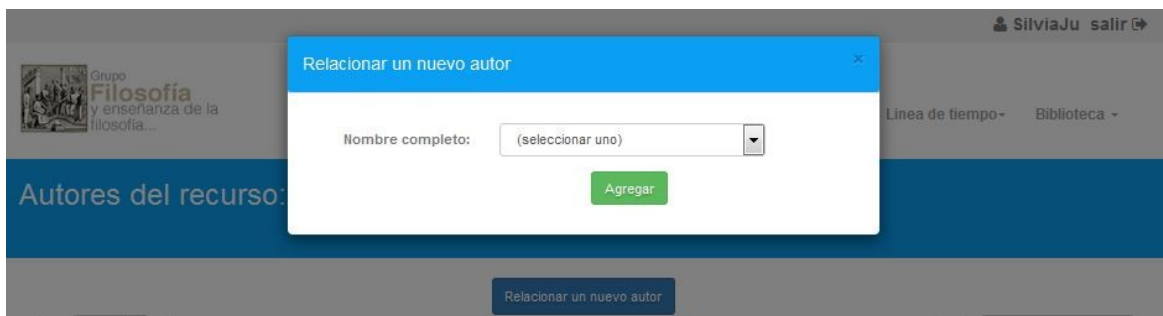 SilviaJu salir
Relacionar un nuevo autor ×
Grupo
Filosofía
y enseñanza de la
filosofía...
Línea de tiempo Biblioteca
Nombre completo: (seleccionar uno)
Agregar
Autores del recurso:
Relacionar un nuevo autor